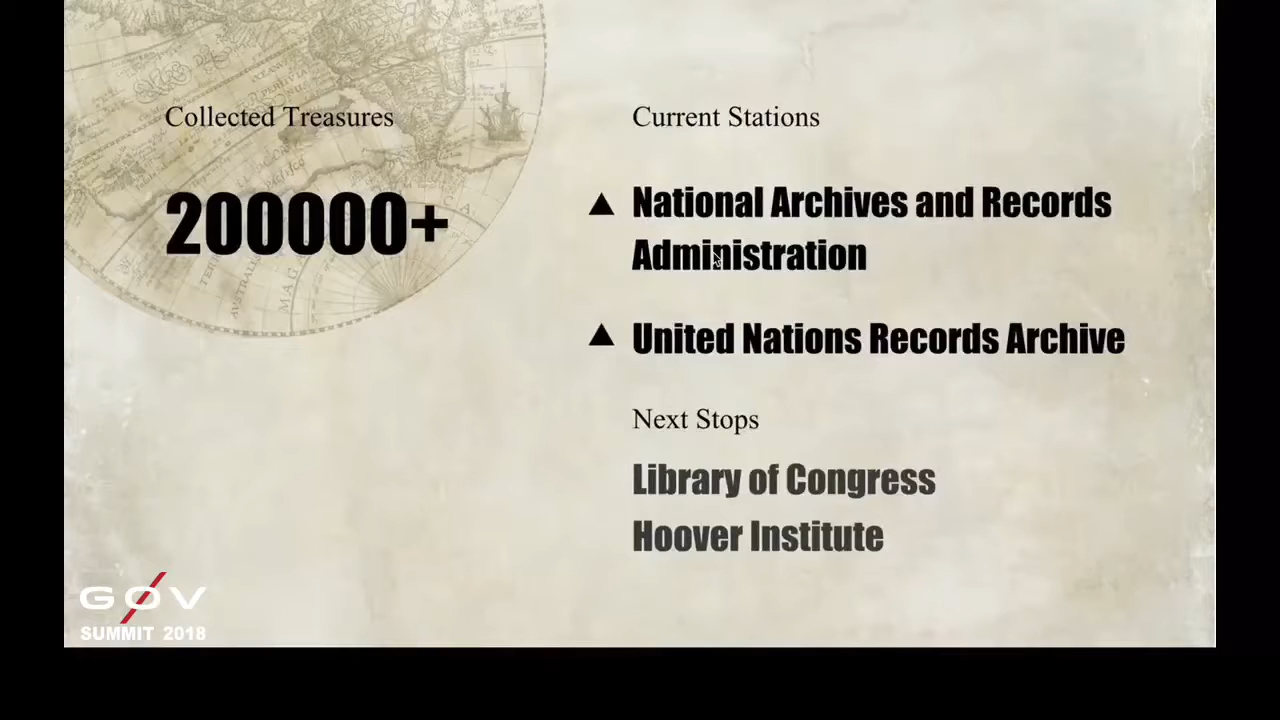 Collected Treasures
200000+
Current Stations
▲ National Archives and Records
Administration
▲ United Nations Records Archive
Next Stops
Library of Congress
Hoover Institute
GØV
SUMMIT 2018